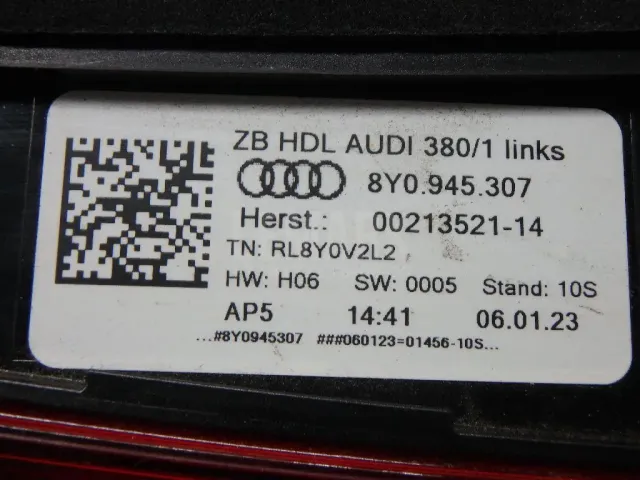 ZB HDL AUDI 380/1 links
8Y0.945.307
Herst.: 00213521-14
TN: RL8Y0V2L2
HW: H06 SW: 0005 Stand: 10S
AP5 14:41 06.01.23
...#8Y0945307 ###060123=01456-10S...